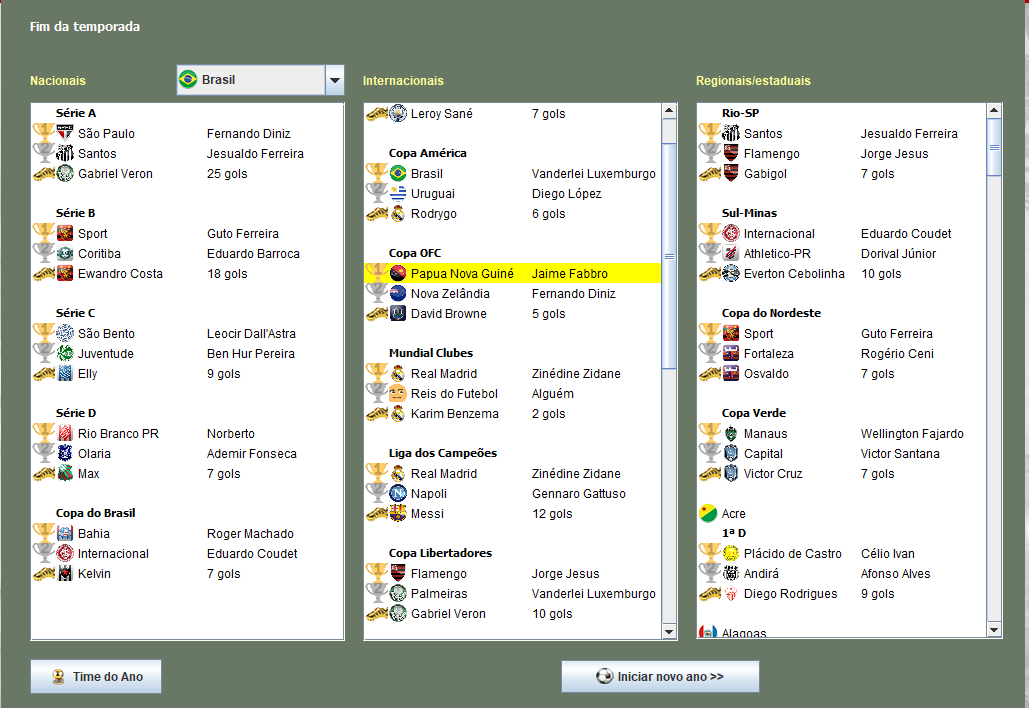 Fim da temporada
Nacionais
Brasil
Série A
São Paulo Fernando Diniz
Santos Jesualdo Ferreira
Gabriel Veron 25 gols
Série B
Sport Guto Ferreira
Coritiba Eduardo Barroca
Ewandro Costa 18 gols
Série C
São Bento Leocir Dall'Astra
Juventude Ben Hur Pereira
Elly 9 gols
Série D
Rio Branco PR Norberto
Olaria Ademir Fonseca
Max 7 gols
Copa do Brasil
Bahia Roger Machado
Internacional Eduardo Coudet
Kelvin 7 gols
Time do Ano
Internacionais
Leroy Sané 7 gols
Copa América
Brasil Vanderlei Luxemburgo
Uruguai Diego López
Rodrygo 6 gols
Copa OFC
Papua Nova Guiné Jaime Fabbro
Nova Zelândia Fernando Diniz
David Browne 5 gols
Mundial Clubes
Real Madrid Zinédine Zidane
Reis do Futebol Alguém
Karim Benzema 2 gols
Liga dos Campeões
Real Madrid Zinédine Zidane
Napoli Gennaro Gattuso
Messi 12 gols
Copa Libertadores
Flamengo Jorge Jesus
Palmeiras Vanderlei Luxemburgo
Gabriel Veron 10 gols
Regionais/estaduais
Rio-SP
Santos Jesualdo Ferreira
Flamengo Jorge Jesus
Gabigol 7 gols
Sul-Minas
Internacional Eduardo Coudet
Athletico-PR Dorival Júnior
Everton Cebolinha 10 gols
Copa do Nordeste
Sport Guto Ferreira
Fortaleza Rogério Ceni
Osvaldo 7 gols
Copa Verde
Manaus Wellington Fajardo
Capital Victor Santana
Victor Cruz 7 gols
Acre
1ª D
Plácido de Castro Célio Ivan
Andirá Afonso Alves
Diego Rodrigues 9 gols
Alagoas
Iniciar novo ano >>